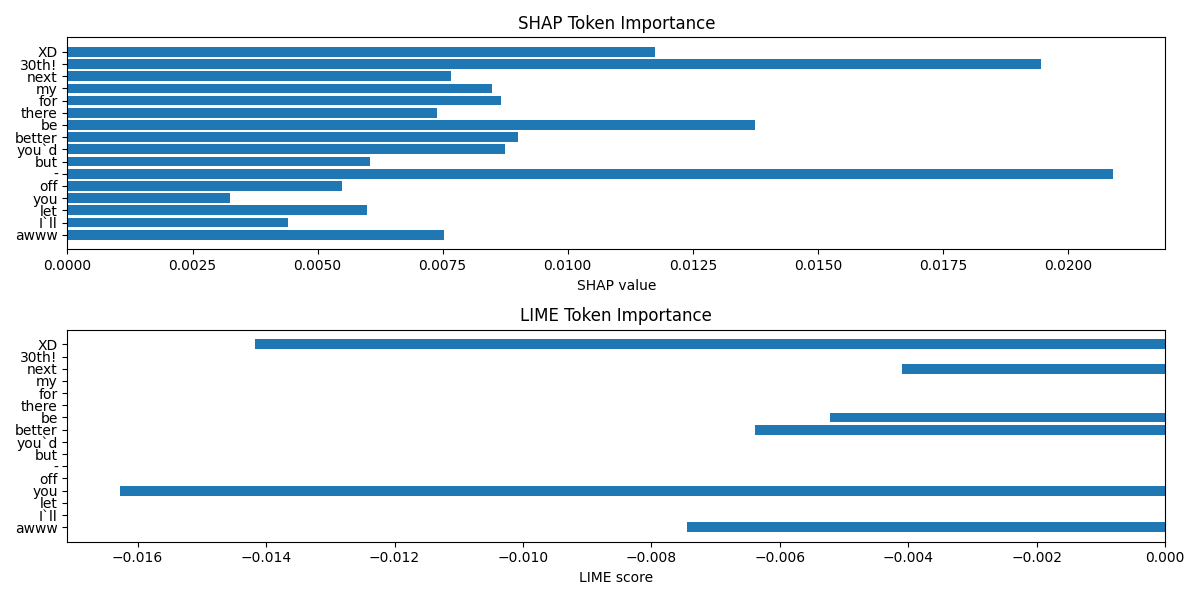 SHAP Token Importance
XD
30th!
next
my
for
there
be
better
you`d
but
-
off
you
let
I`ll
awww
0.0000 0.0025 0.0050 0.0075 0.0100 0.0125 0.0150 0.0175 0.0200
SHAP value
LIME Token Importance
XD
30th!
next
my
for
there
be
better
you`d
but
-
off
you
let
I`ll
awww
−0.016 −0.014 −0.012 −0.010 −0.008 −0.006 −0.004 −0.002 0.000
LIME score